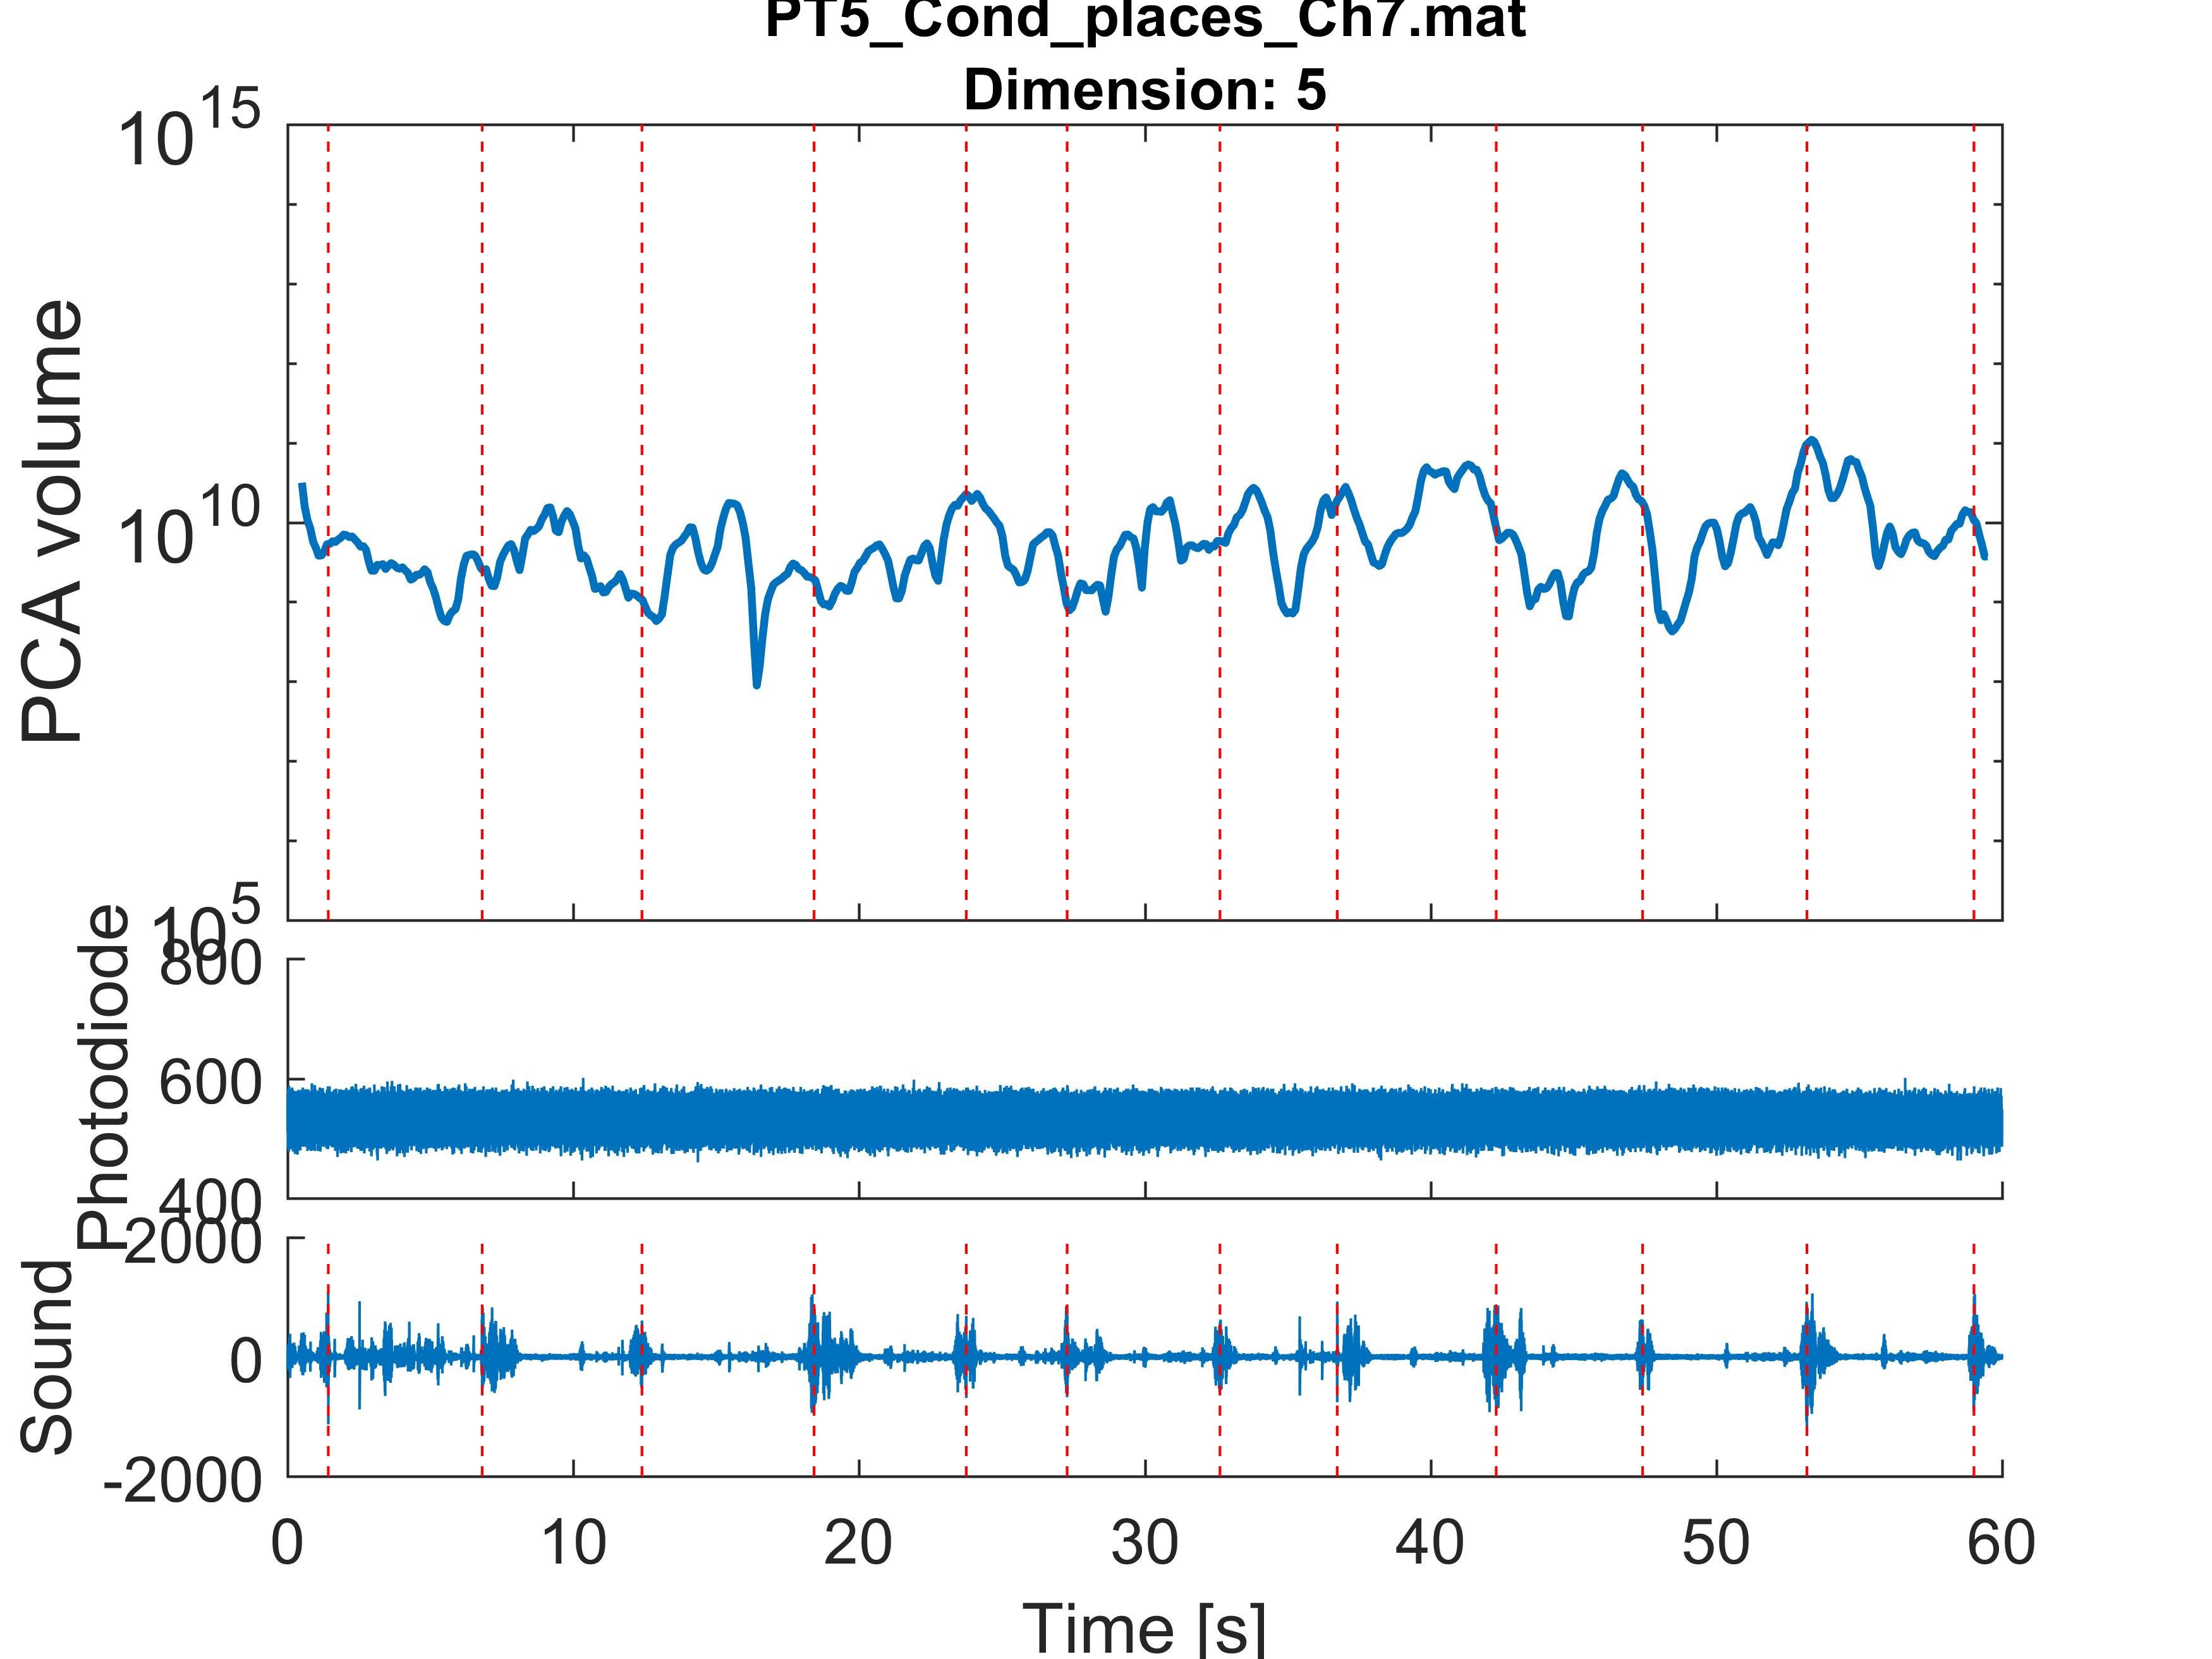 PT5_Cond_places_Ch7.mat
Dimension: 5
10^15
10^10
10^5
PCA volume
800
600
400
Photodiode
2000
0
-2000
Sound
0 10 20 30 40 50 60
Time [s]